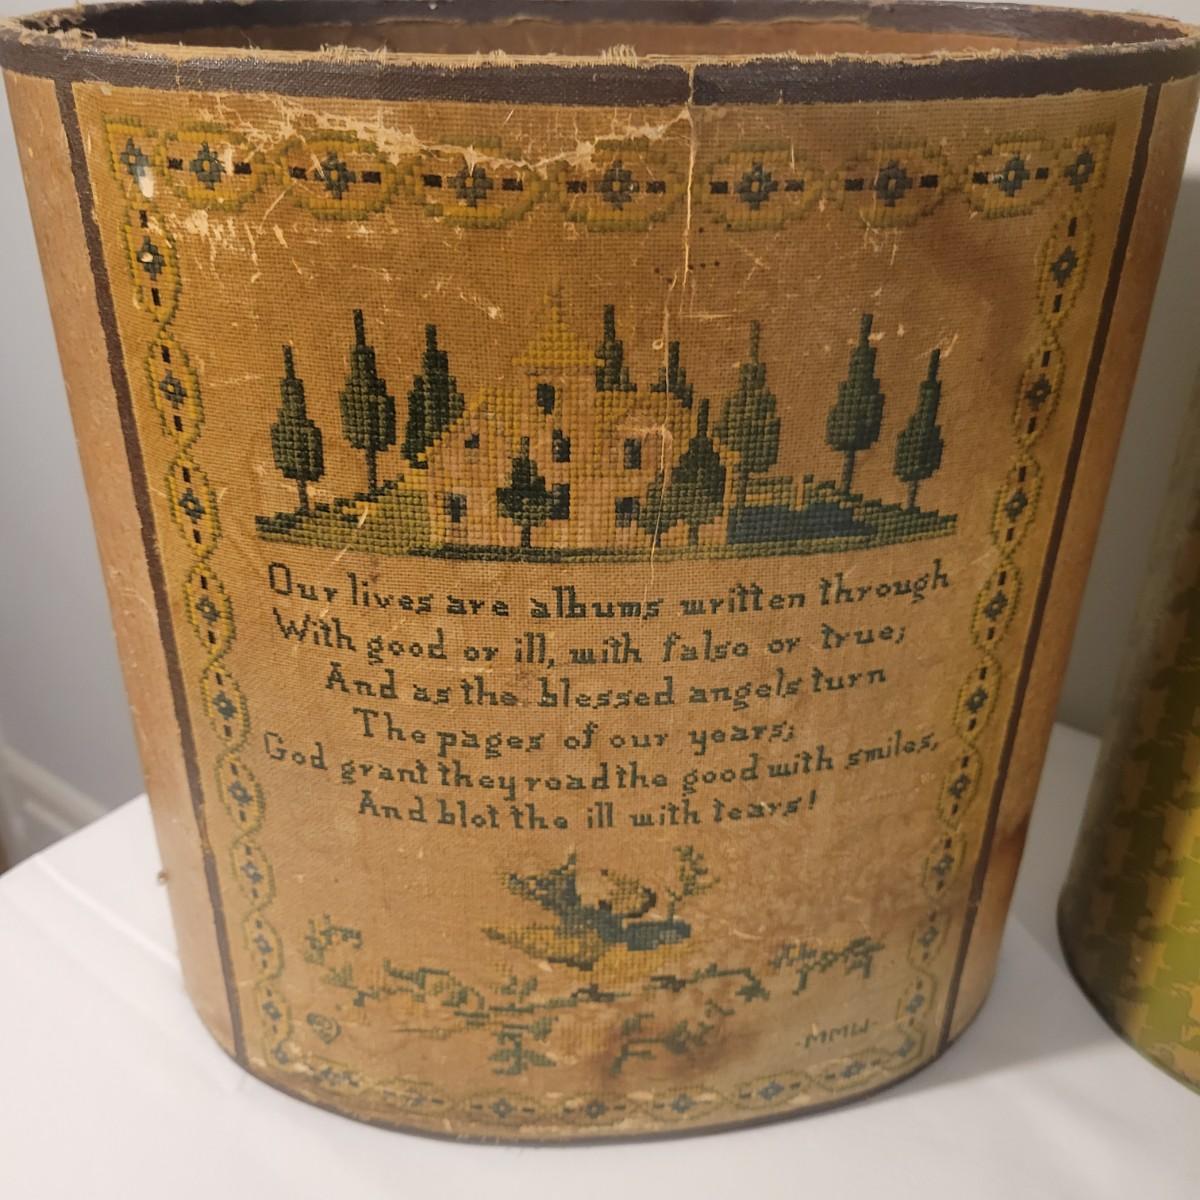 Our lives are albums written through
With good or ill, with false or true;
And as the blessed angels turn
The pages of our years;
God grant they read the good with smiles,
And blot the ill with tears!
·MMW·